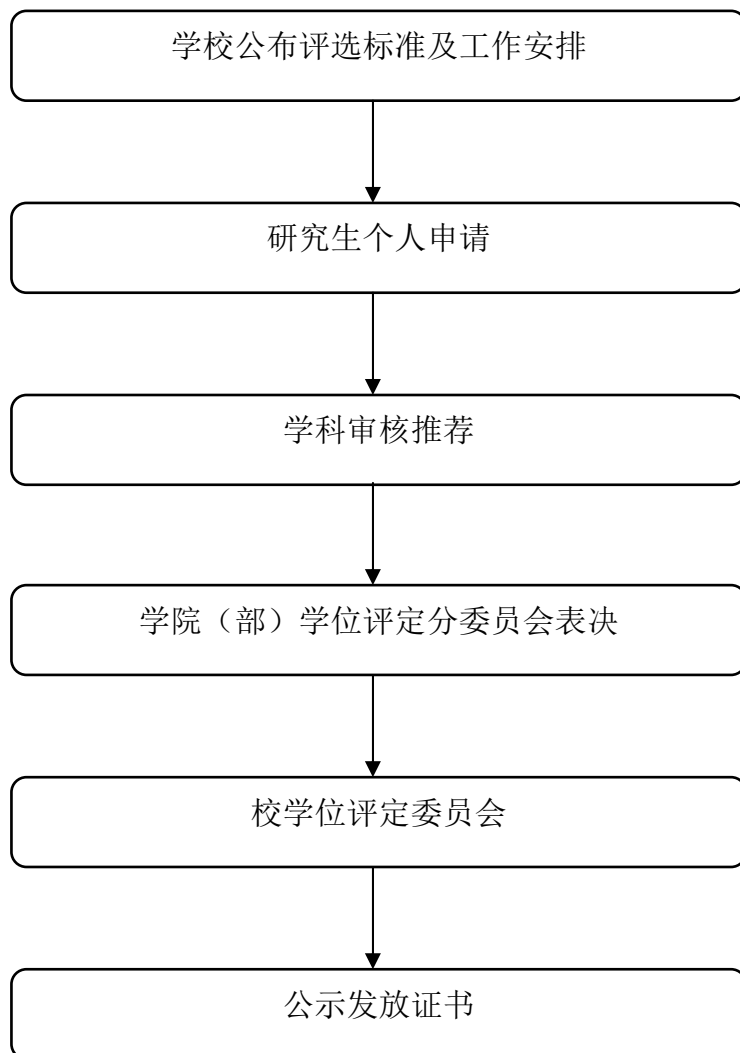 学校公布评选标准及工作安排
研究生个人申请
学科审核推荐
学院（部）学位评定分委员会表决
校学位评定委员会
公示发放证书